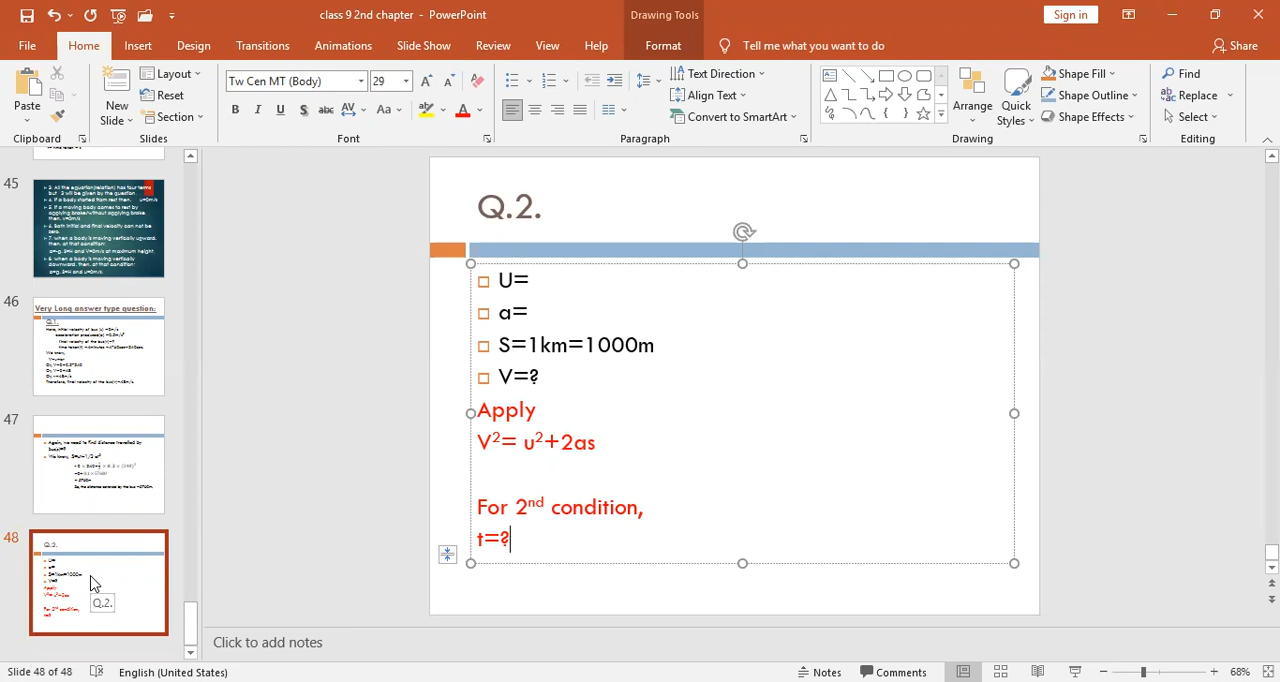 class 9 2nd chapter - PowerPoint
Drawing Tools
Sign in
File Home Insert Design Transitions Animations Slide Show Review View Help Format Tell me what you want to do Share
Paste
New Slide
Layout
Reset
Section
Tw Cen MT (Body) 29
B I U S abc AV Aa A
Text Direction
Align Text
Convert to SmartArt
Arrange
Quick Styles
Shape Fill
Shape Outline
Shape Effects
Find
Replace
Select
Clipboard Slides Font Paragraph Drawing Editing
45
46
Very Long answer type question:
Q.1.
47
48
Q.2.
Q.2.
U=
a=
S=1km=1000m
V=?
Apply
V²= u²+2as
For 2nd condition,
t=?
Click to add notes
Slide 48 of 48 English (United States) Notes Comments 68%